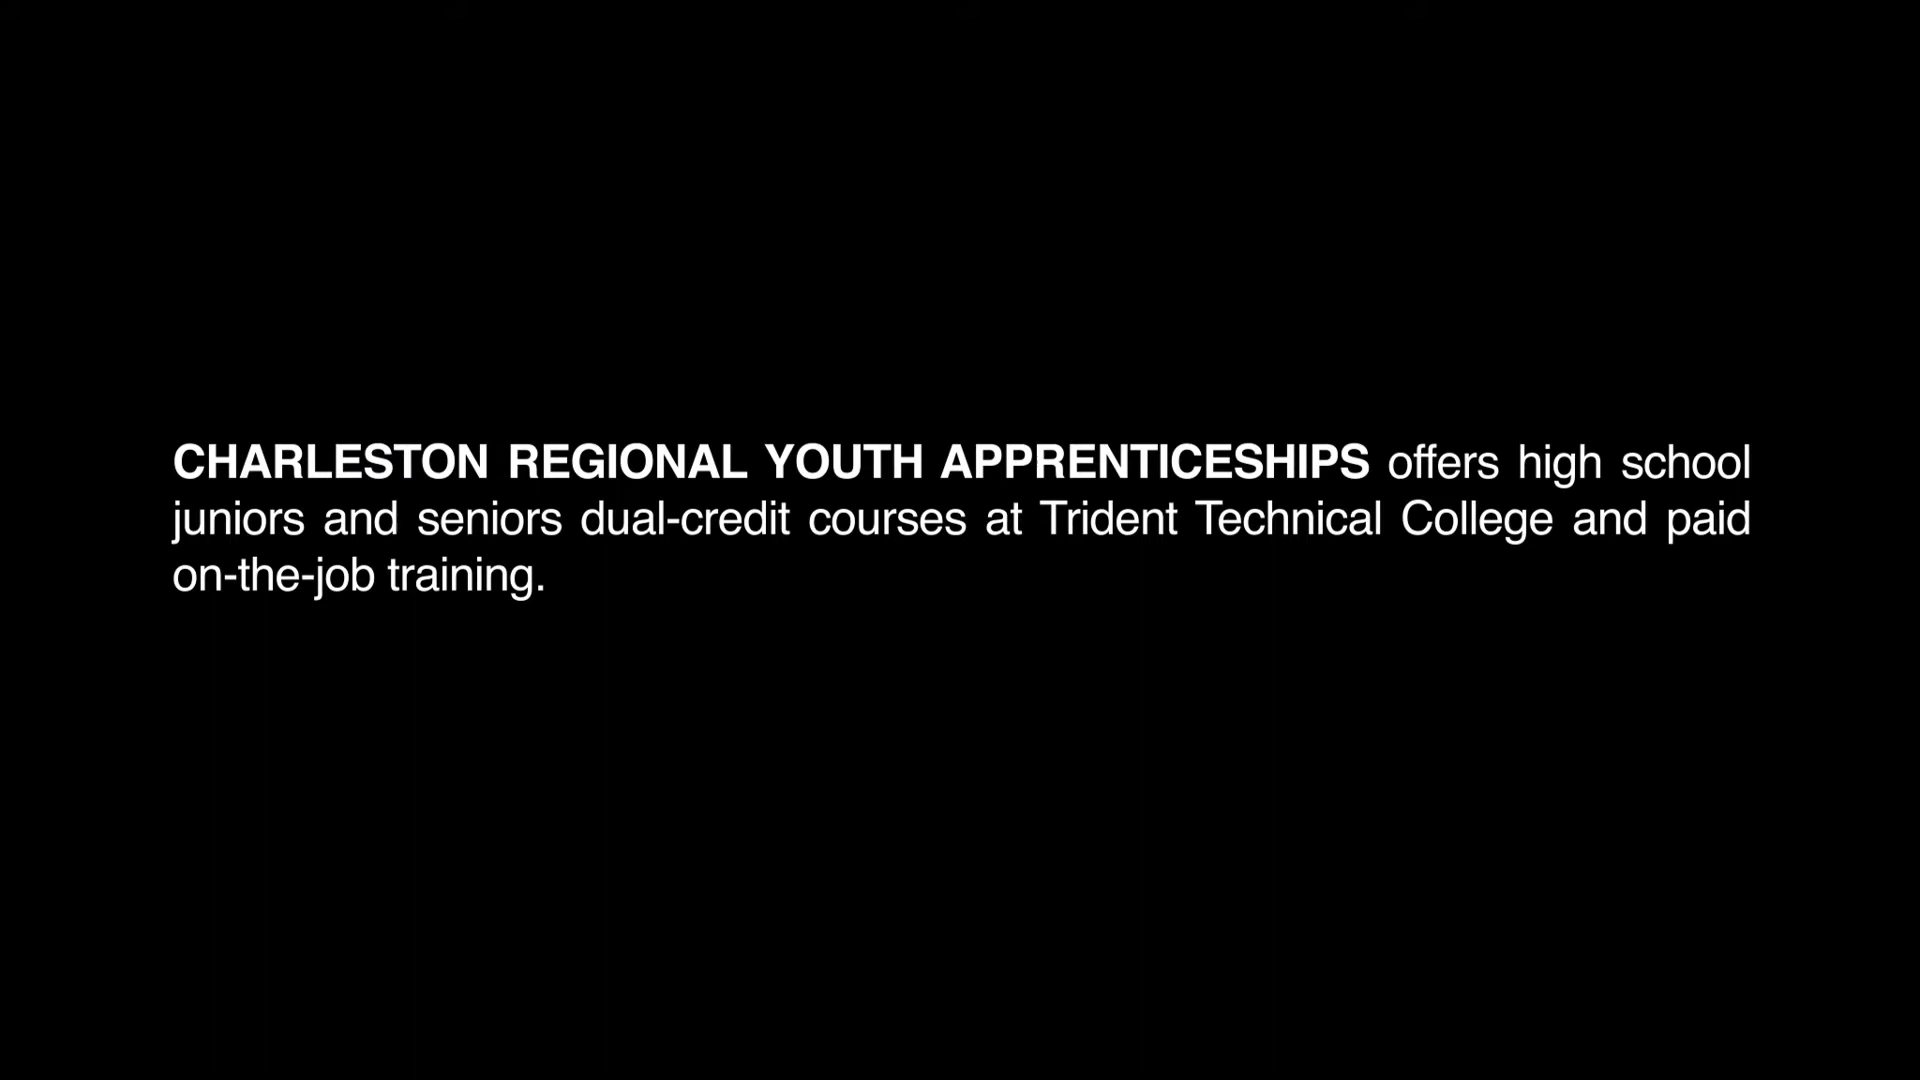 CHARLESTON REGIONAL YOUTH APPRENTICESHIPS offers high school
juniors and seniors dual-credit courses at Trident Technical College and paid
on-the-job training.